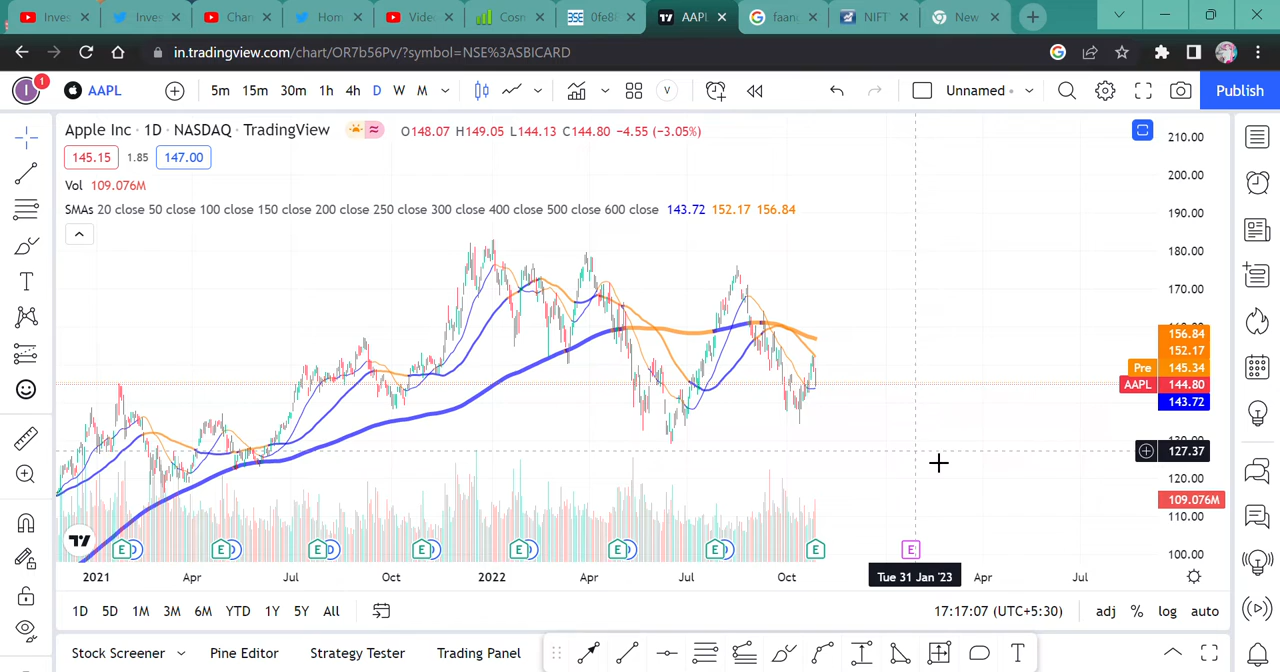 Inves
Inves
Chan
Hom
Vide
Cosn
BSE 0fe88
AAPL
faan
NIFT
New
in.tradingview.com/chart/OR7b56Pv/?symbol=NSE%3ASBICARD
I 1 AAPL 5m 15m 30m 1h 4h D W M V Unnamed Publish
Apple Inc · 1D · NASDAQ · TradingView O148.07 H149.05 L144.13 C144.80 −4.55 (−3.05%)
145.15 1.85 147.00
Vol 109.076M
SMAs 20 close 50 close 100 close 150 close 200 close 250 close 300 close 400 close 500 close 600 close 143.72 152.17 156.84
210.00
200.00
190.00
180.00
170.00
156.84
152.17
Pre 145.34
AAPL 144.80
143.72
127.37
120.00
109.076M
110.00
100.00
E D E D E D E D E D E D E D E E
2021 Apr Jul Oct 2022 Apr Jul Oct Tue 31 Jan '23 Apr Jul
1D 5D 1M 3M 6M YTD 1Y 5Y All 17:17:07 (UTC+5:30) adj % log auto
Stock Screener Pine Editor Strategy Tester Trading Panel